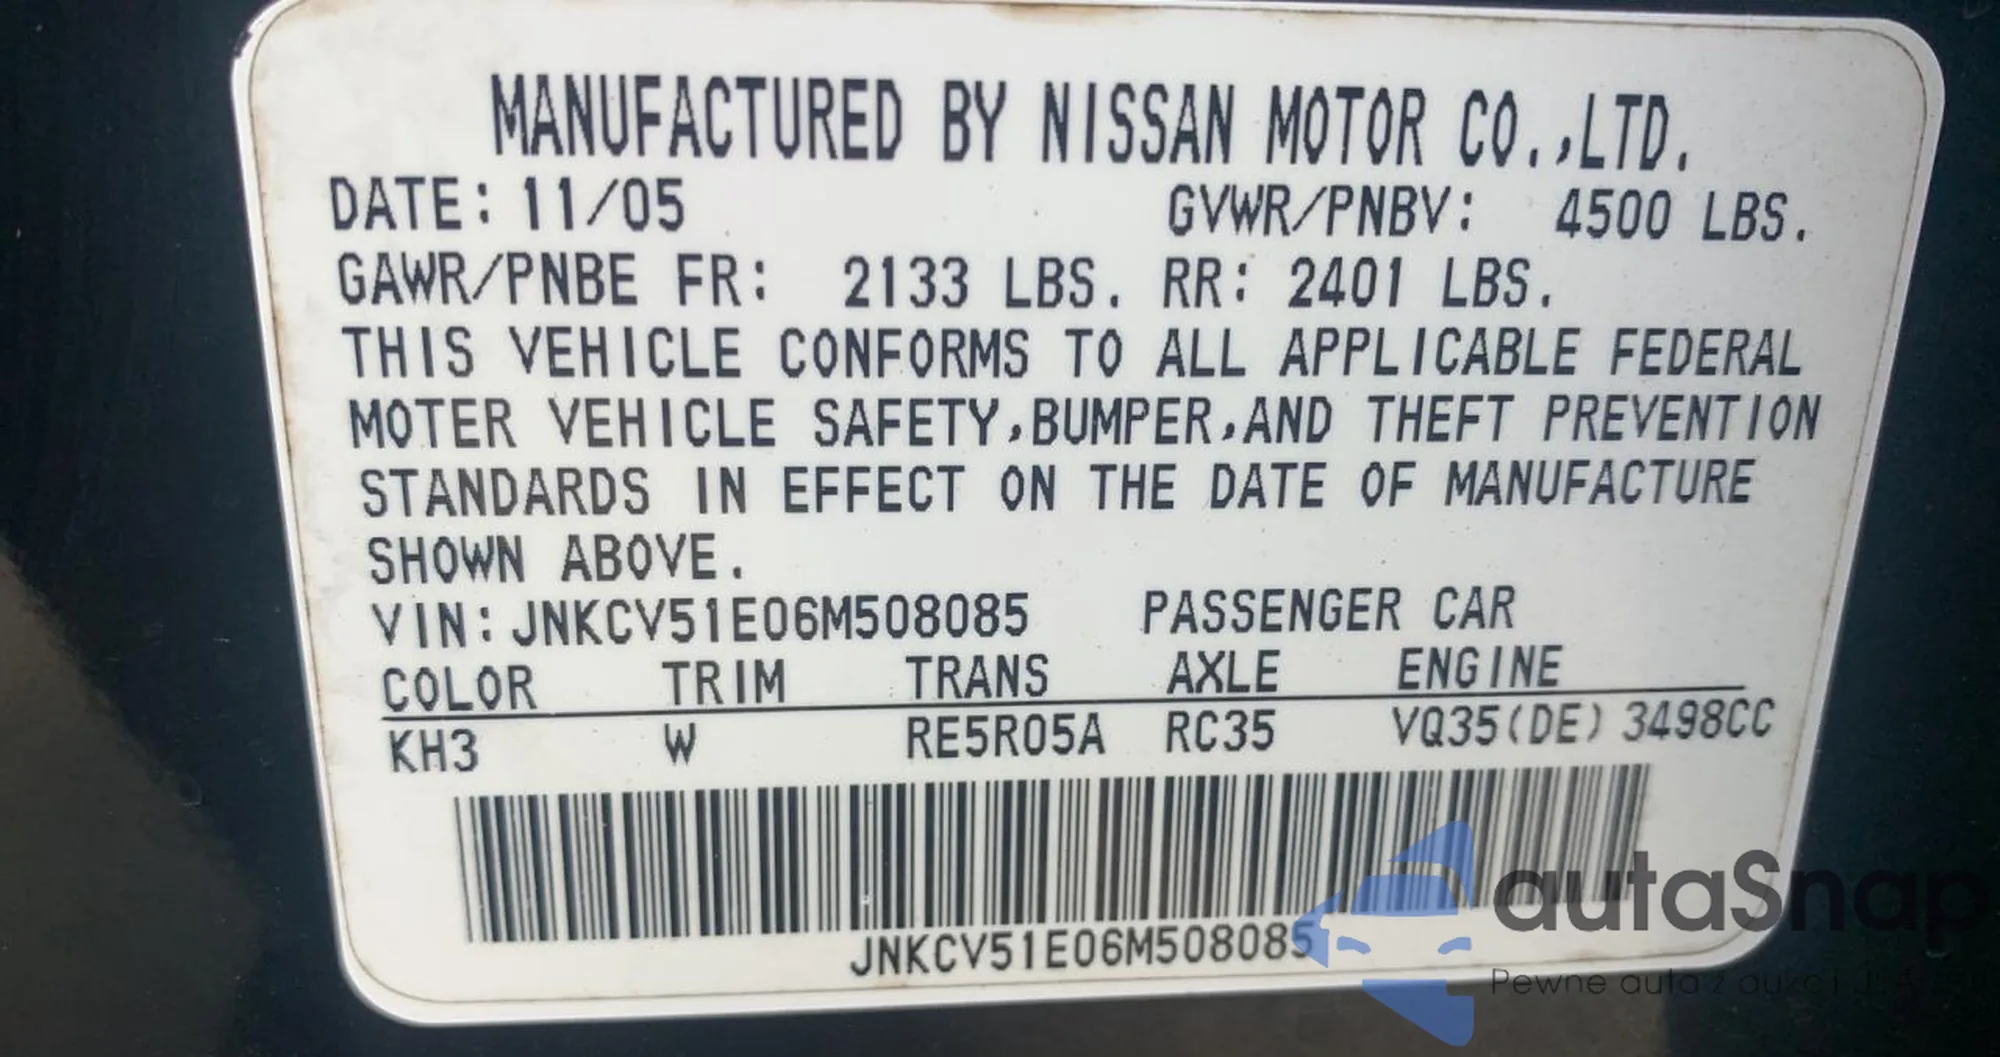 MANUFACTURED BY NISSAN MOTOR CO.,LTD.
DATE: 11/05 GVWR/PNBV: 4500 LBS.
GAWR/PNBE FR: 2133 LBS. RR: 2401 LBS.
THIS VEHICLE CONFORMS TO ALL APPLICABLE FEDERAL
MOTER VEHICLE SAFETY,BUMPER,AND THEFT PREVENTION
STANDARDS IN EFFECT ON THE DATE OF MANUFACTURE
SHOWN ABOVE.
VIN:JNKCV51E06M508085 PASSENGER CAR
COLOR TRIM TRANS AXLE ENGINE
KH3 W RE5R05A RC35 VQ35(DE) 3498CC
JNKCV51E06M508085
autaSnap
Pewne auta z aukcji